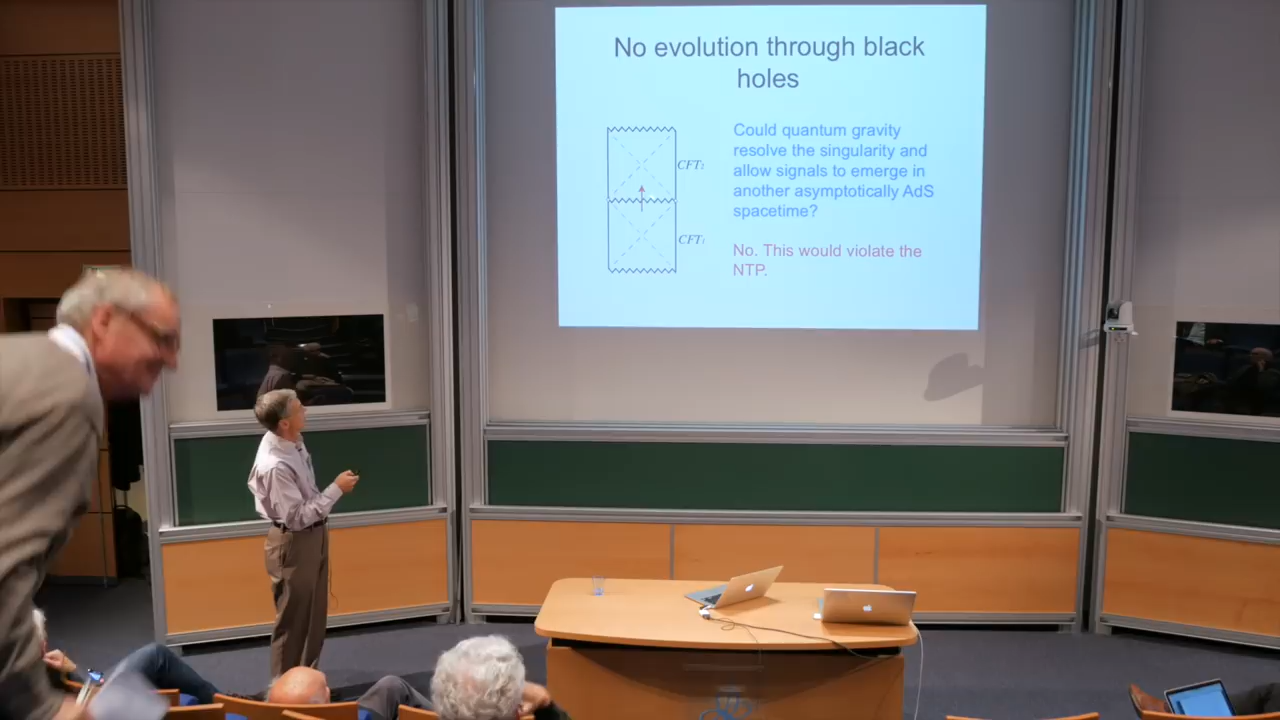 No evolution through black
holes
Could quantum gravity
resolve the singularity and
allow signals to emerge in
another asymptotically AdS
spacetime?
No. This would violate the
NTP.
CFT₂
CFT₁